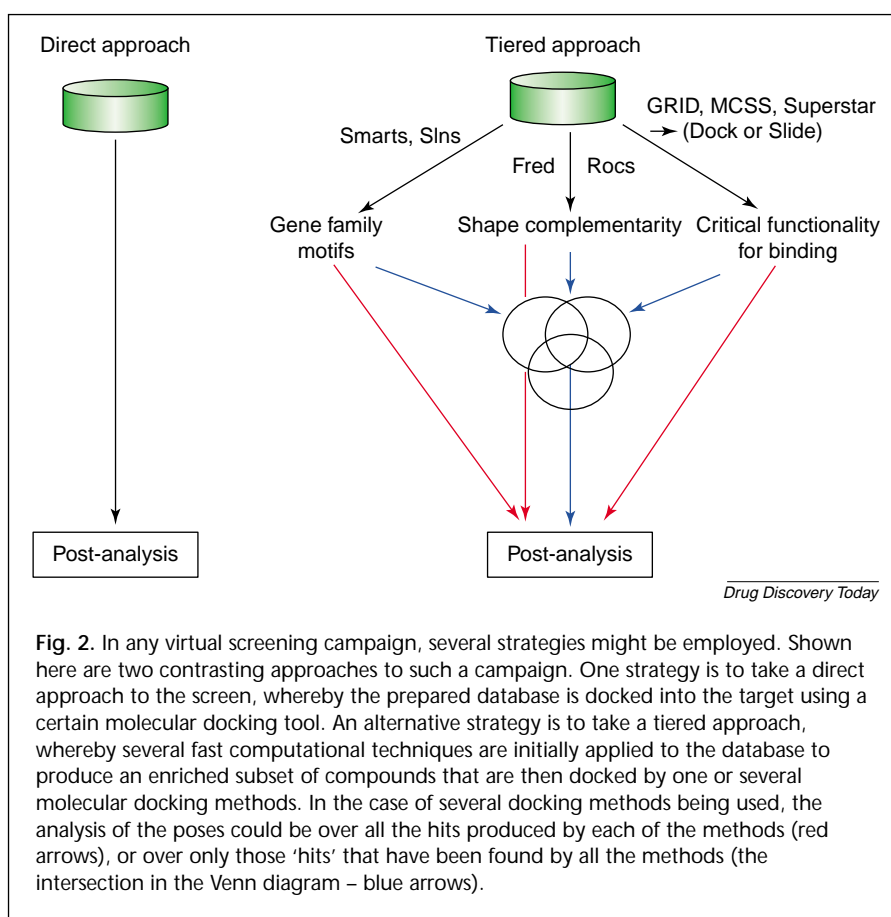 Direct approach
Tiered approach
GRID, MCSS, Superstar
(Dock or Slide)
Smarts, Slns
Fred
Rocs
Gene family
motifs
Shape complementarity
Critical functionality
for binding
Post-analysis
Post-analysis
Drug Discovery Today
Fig. 2. In any virtual screening campaign, several strategies might be employed. Shown
here are two contrasting approaches to such a campaign. One strategy is to take a direct
approach to the screen, whereby the prepared database is docked into the target using a
certain molecular docking tool. An alternative strategy is to take a tiered approach,
whereby several fast computational techniques are initially applied to the database to
produce an enriched subset of compounds that are then docked by one or several
molecular docking methods. In the case of several docking methods being used, the
analysis of the poses could be over all the hits produced by each of the methods (red
arrows), or over only those ‘hits’ that have been found by all the methods (the
intersection in the Venn diagram – blue arrows).